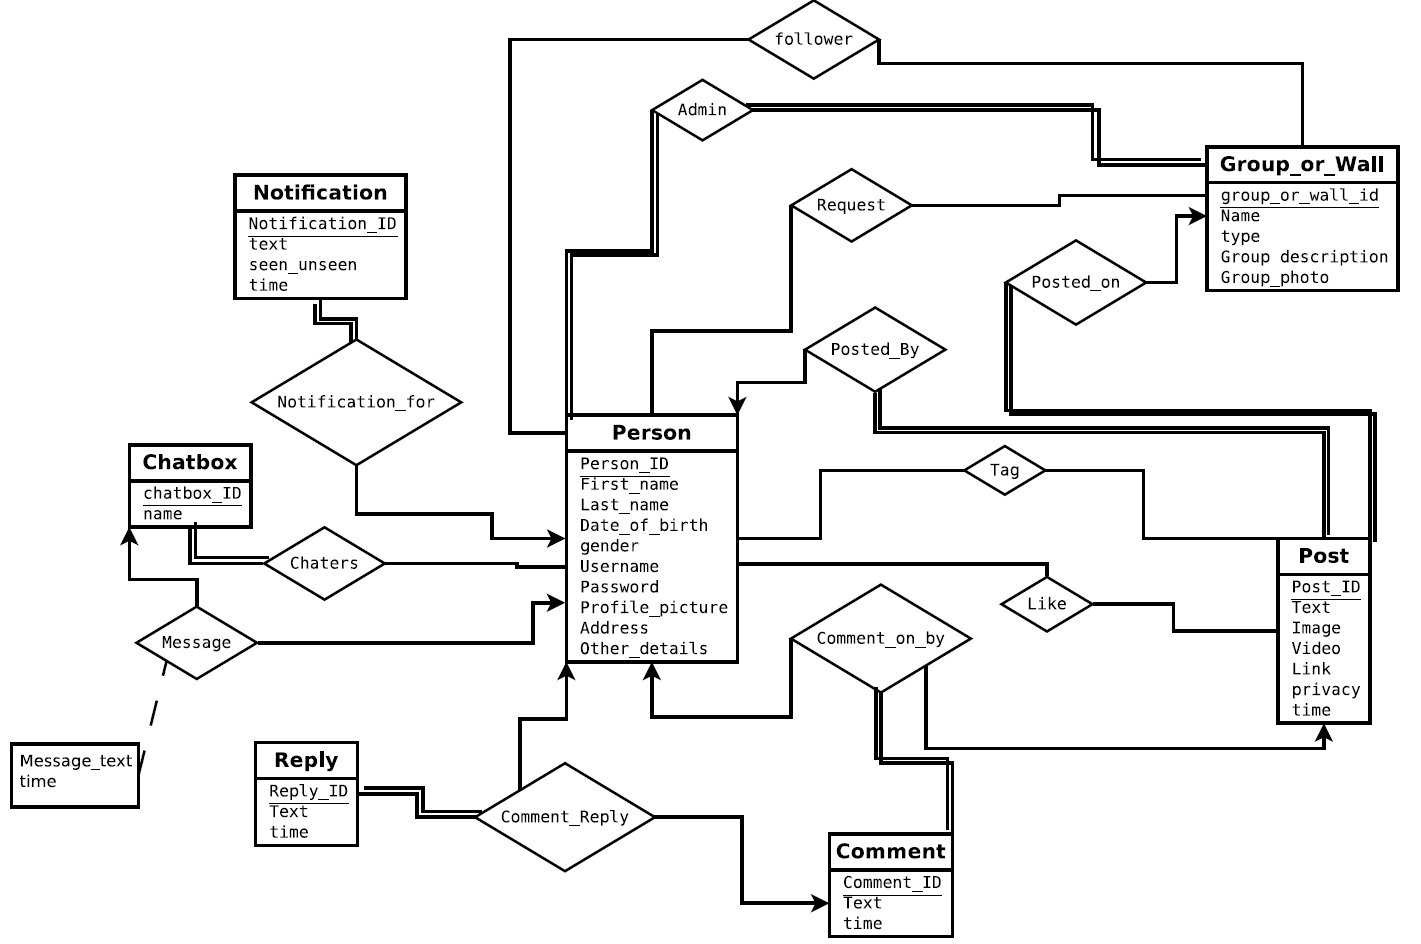 follower
Admin
Group_or_Wall
group_or_wall_id
Name
type
Group description
Group_photo
Notification
Notification_ID
text
seen_unseen
time
Request
Posted_on
Posted_By
Notification_for
Person
Person_ID
First_name
Last_name
Date_of_birth
gender
Username
Password
Profile_picture
Address
Other_details
Chatbox
chatbox_ID
name
Tag
Chaters
Post
Post_ID
Text
Image
Video
Link
privacy
time
Like
Message
Comment_on_by
Message_text
time
Reply
Reply_ID
Text
time
Comment_Reply
Comment
Comment_ID
Text
time